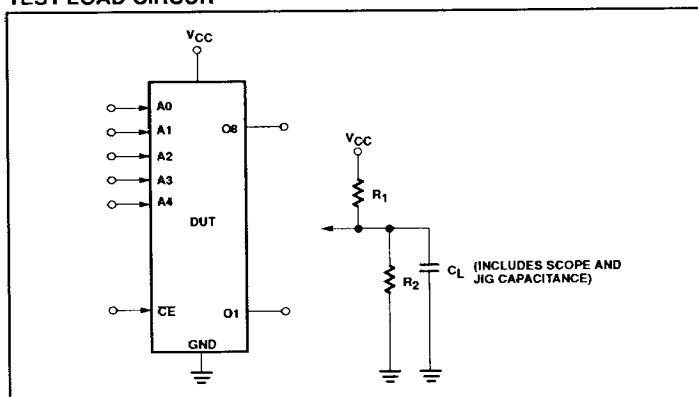 TEST LOAD CIRCUIT
VCC
A0
A1
A2
A3
A4
O8
DUT
CE
O1
GND
VCC
R1
R2
CL (INCLUDES SCOPE AND
JIG CAPACITANCE)